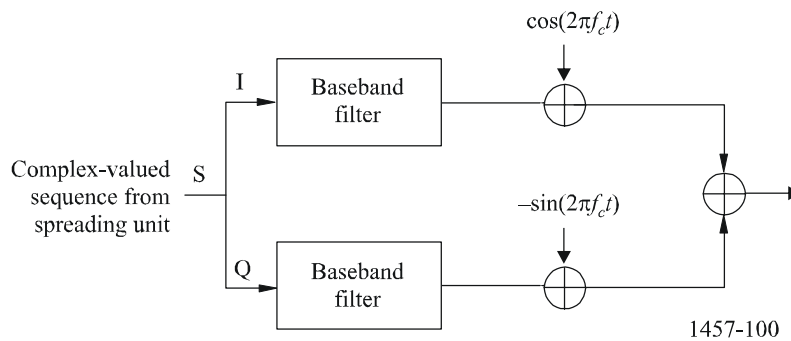 cos(2πf_ct)
I
Baseband
filter
Complex-valued
sequence from
spreading unit
S
–sin(2πf_ct)
Q
Baseband
filter
1457-100